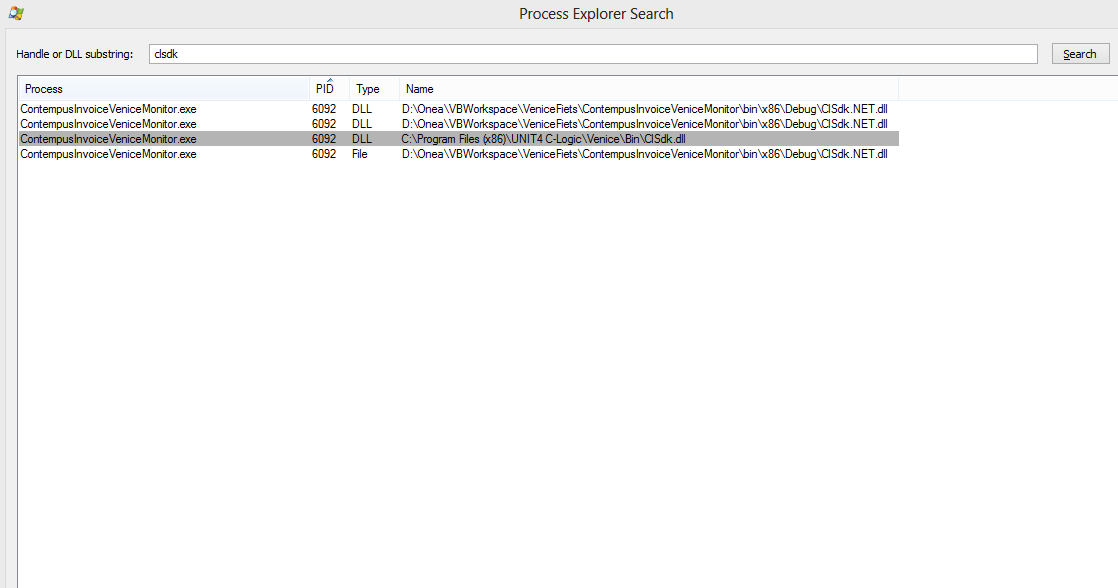 Process Explorer Search
Handle or DLL substring: clsdk Search
Process PID Type Name
ContempusInvoiceVeniceMonitor.exe 6092 DLL D:\Onea\VBWorkspace\VeniceFiets\ContempusInvoiceVeniceMonitor\bin\x86\Debug\ClSdk.NET.dll
ContempusInvoiceVeniceMonitor.exe 6092 DLL D:\Onea\VBWorkspace\VeniceFiets\ContempusInvoiceVeniceMonitor\bin\x86\Debug\ClSdk.NET.dll
ContempusInvoiceVeniceMonitor.exe 6092 DLL C:\Program Files (x86)\UNIT4 C-Logic\Venice\Bin\ClSdk.dll
ContempusInvoiceVeniceMonitor.exe 6092 File D:\Onea\VBWorkspace\VeniceFiets\ContempusInvoiceVeniceMonitor\bin\x86\Debug\ClSdk.NET.dll